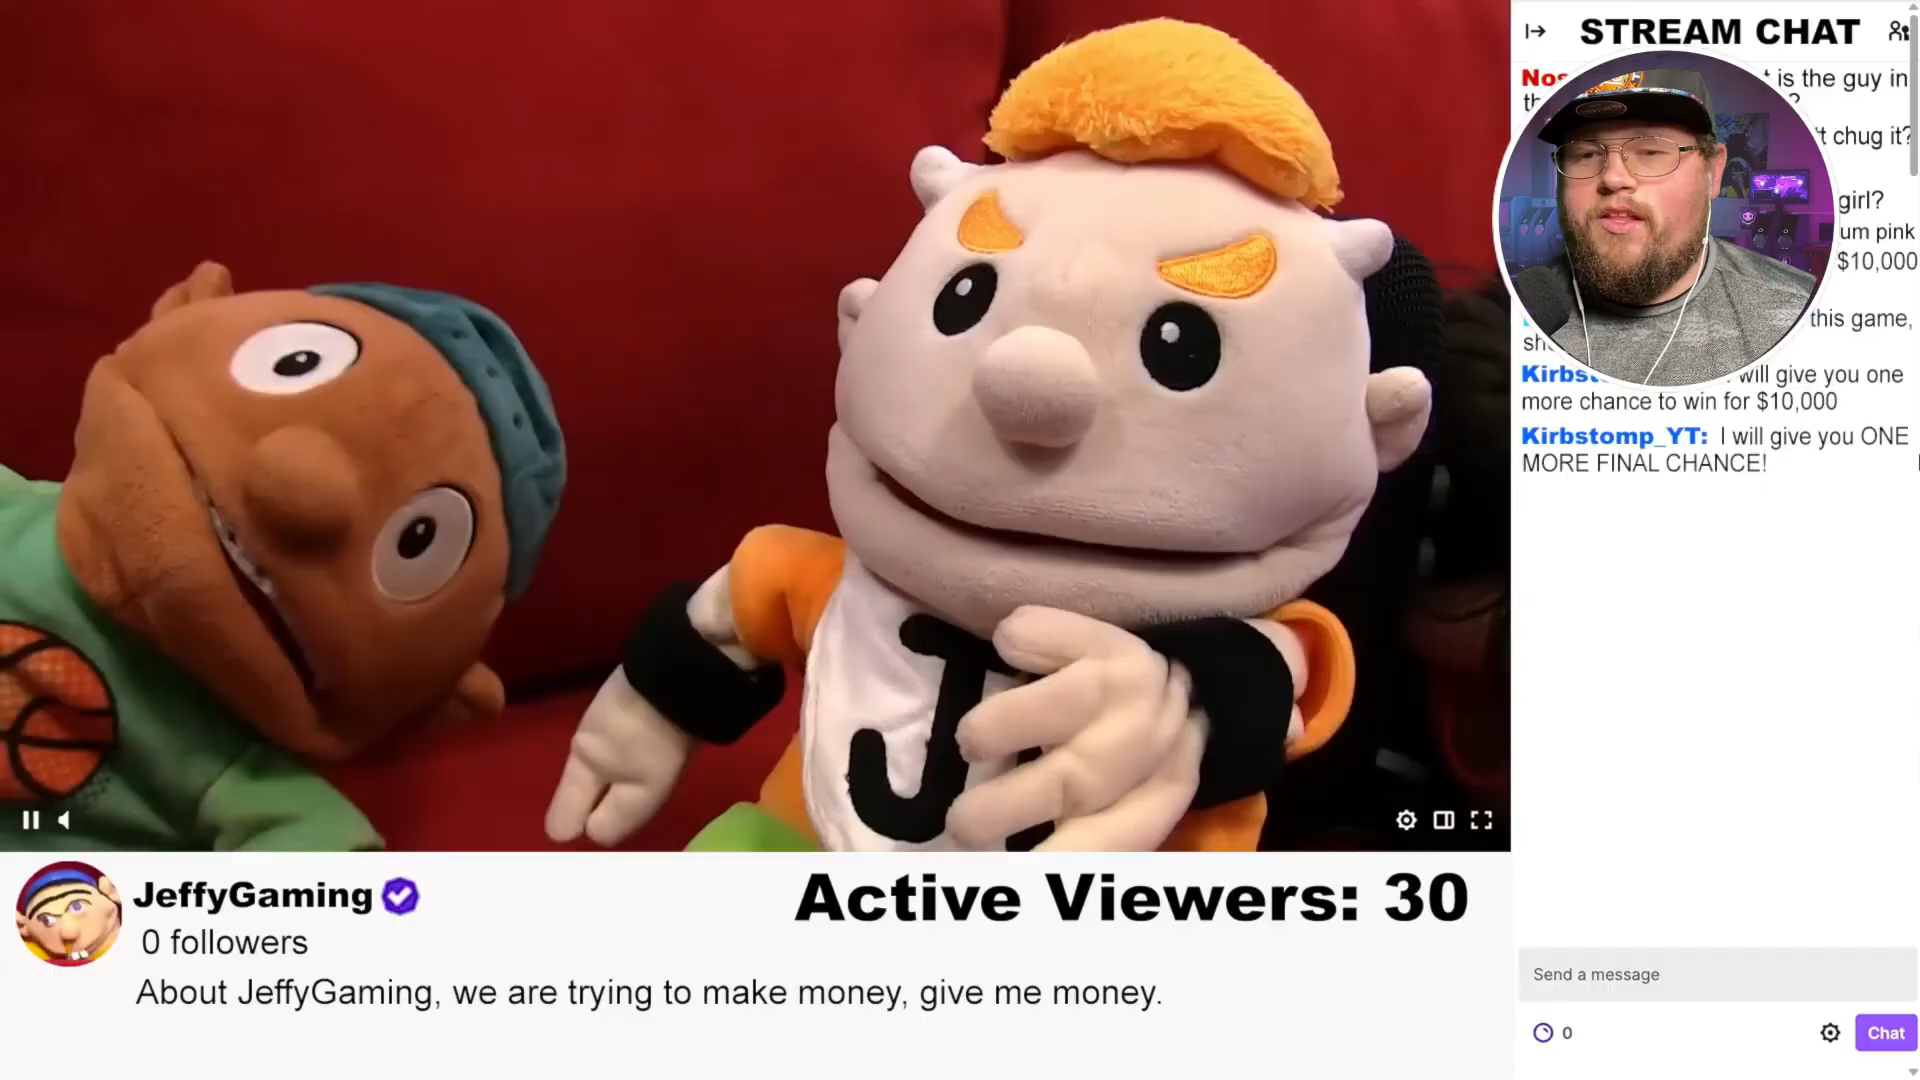 STREAM CHAT
is the guy in
't chug it?
girl?
um pink
$10,000
this game,
Kirbst
will give you one
more chance to win for $10,000
Kirbstomp_YT: I will give you ONE
MORE FINAL CHANCE!
J
JeffyGaming
Active Viewers: 30
0 followers
About JeffyGaming, we are trying to make money, give me money.
Send a message
0
Chat